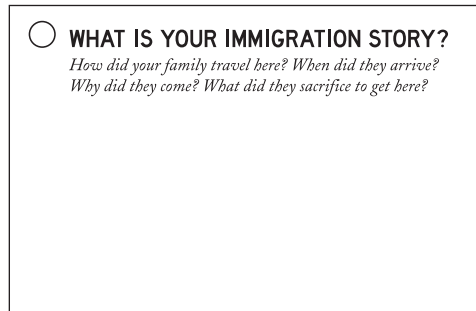 WHAT IS YOUR IMMIGRATION STORY?
How did your family travel here? When did they arrive?
Why did they come? What did they sacrifice to get here?